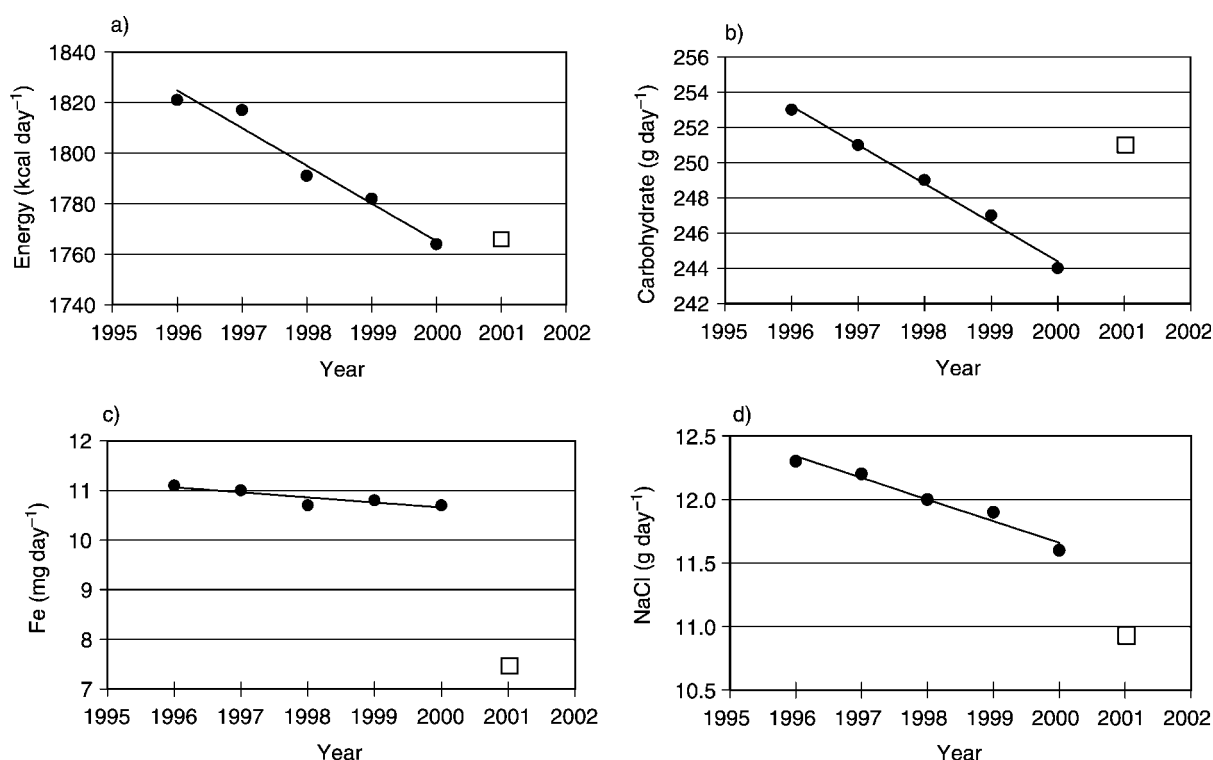 a)
Energy (kcal day⁻¹)
1840
1820
1800
1780
1760
1740
1995 1996 1997 1998 1999 2000 2001 2002
Year
b)
Carbohydrate (g day⁻¹)
256
254
252
250
248
246
244
242
1995 1996 1997 1998 1999 2000 2001 2002
Year
c)
Fe (mg day⁻¹)
12
11
10
9
8
7
1995 1996 1997 1998 1999 2000 2001 2002
Year
d)
NaCl (g day⁻¹)
12.5
12.0
11.5
11.0
10.5
1995 1996 1997 1998 1999 2000 2001 2002
Year